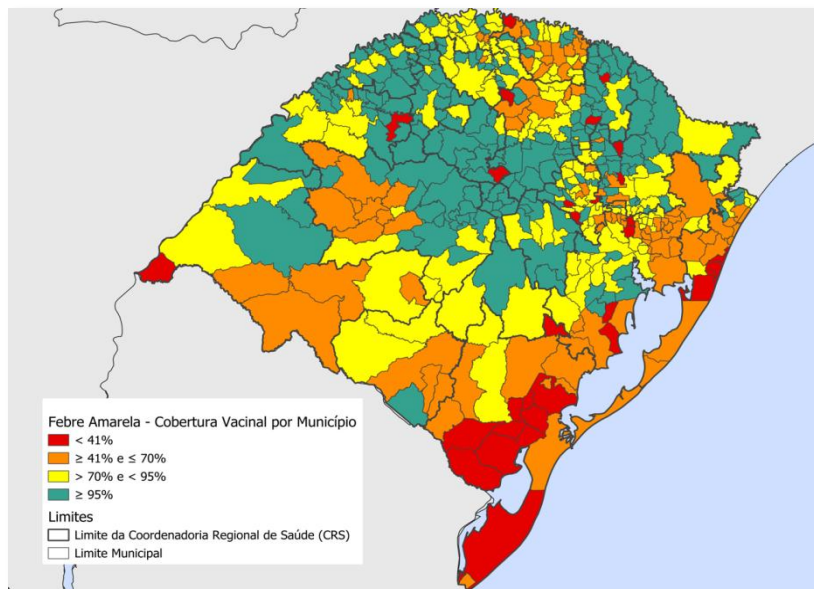 Febre Amarela - Cobertura Vacinal por Município
< 41%
≥ 41% e ≤ 70%
> 70% e < 95%
≥ 95%
Limites
Limite da Coordenadoria Regional de Saúde (CRS)
Limite Municipal